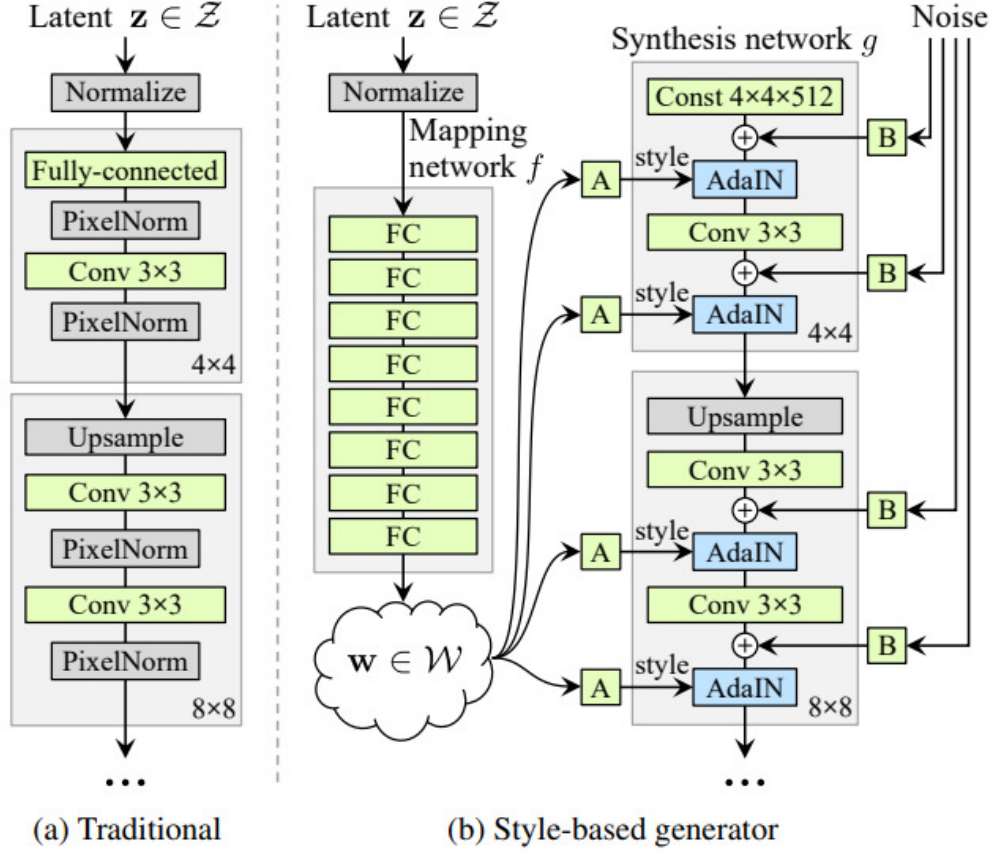 Latent z ∈ 𝒵
Normalize
Fully-connected
PixelNorm
Conv 3×3
PixelNorm
4×4
Upsample
Conv 3×3
PixelNorm
Conv 3×3
PixelNorm
8×8
...
(a) Traditional
Latent z ∈ 𝒵
Normalize
Mapping
network f
FC
FC
FC
FC
FC
FC
FC
FC
w ∈ 𝒲
A
style
A
style
A
style
A
style
Synthesis network g
Const 4×4×512
+
AdaIN
Conv 3×3
+
AdaIN
4×4
Upsample
Conv 3×3
+
AdaIN
Conv 3×3
+
AdaIN
8×8
...
Noise
B
B
B
B
(b) Style-based generator